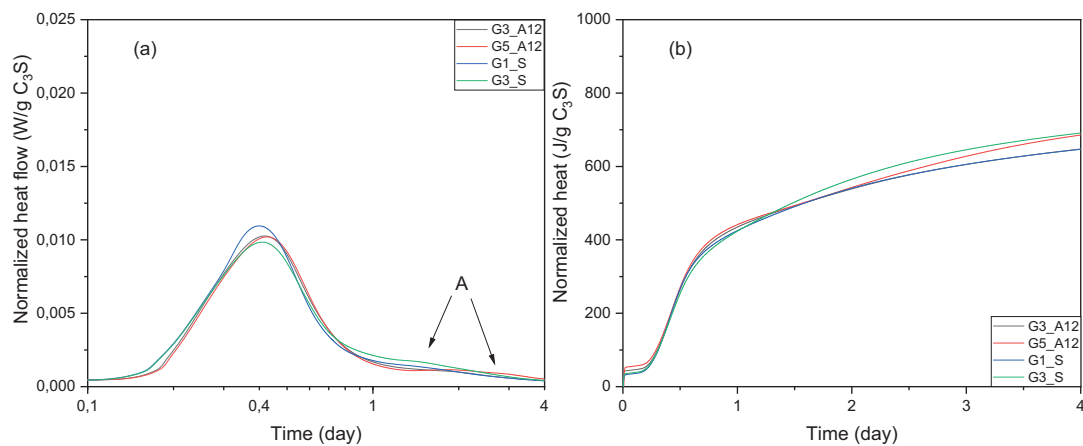 (a)
G3_A12
G5_A12
G1_S
G3_S
A
0,025
0,020
0,015
0,010
0,005
0,000
Normalized heat flow (W/g C₃S)
0,1
0,4
1
4
Time (day)
(b)
1000
800
600
400
200
0
Normalized heat (J/g C₃S)
G3_A12
G5_A12
G1_S
G3_S
0
1
2
3
4
Time (day)